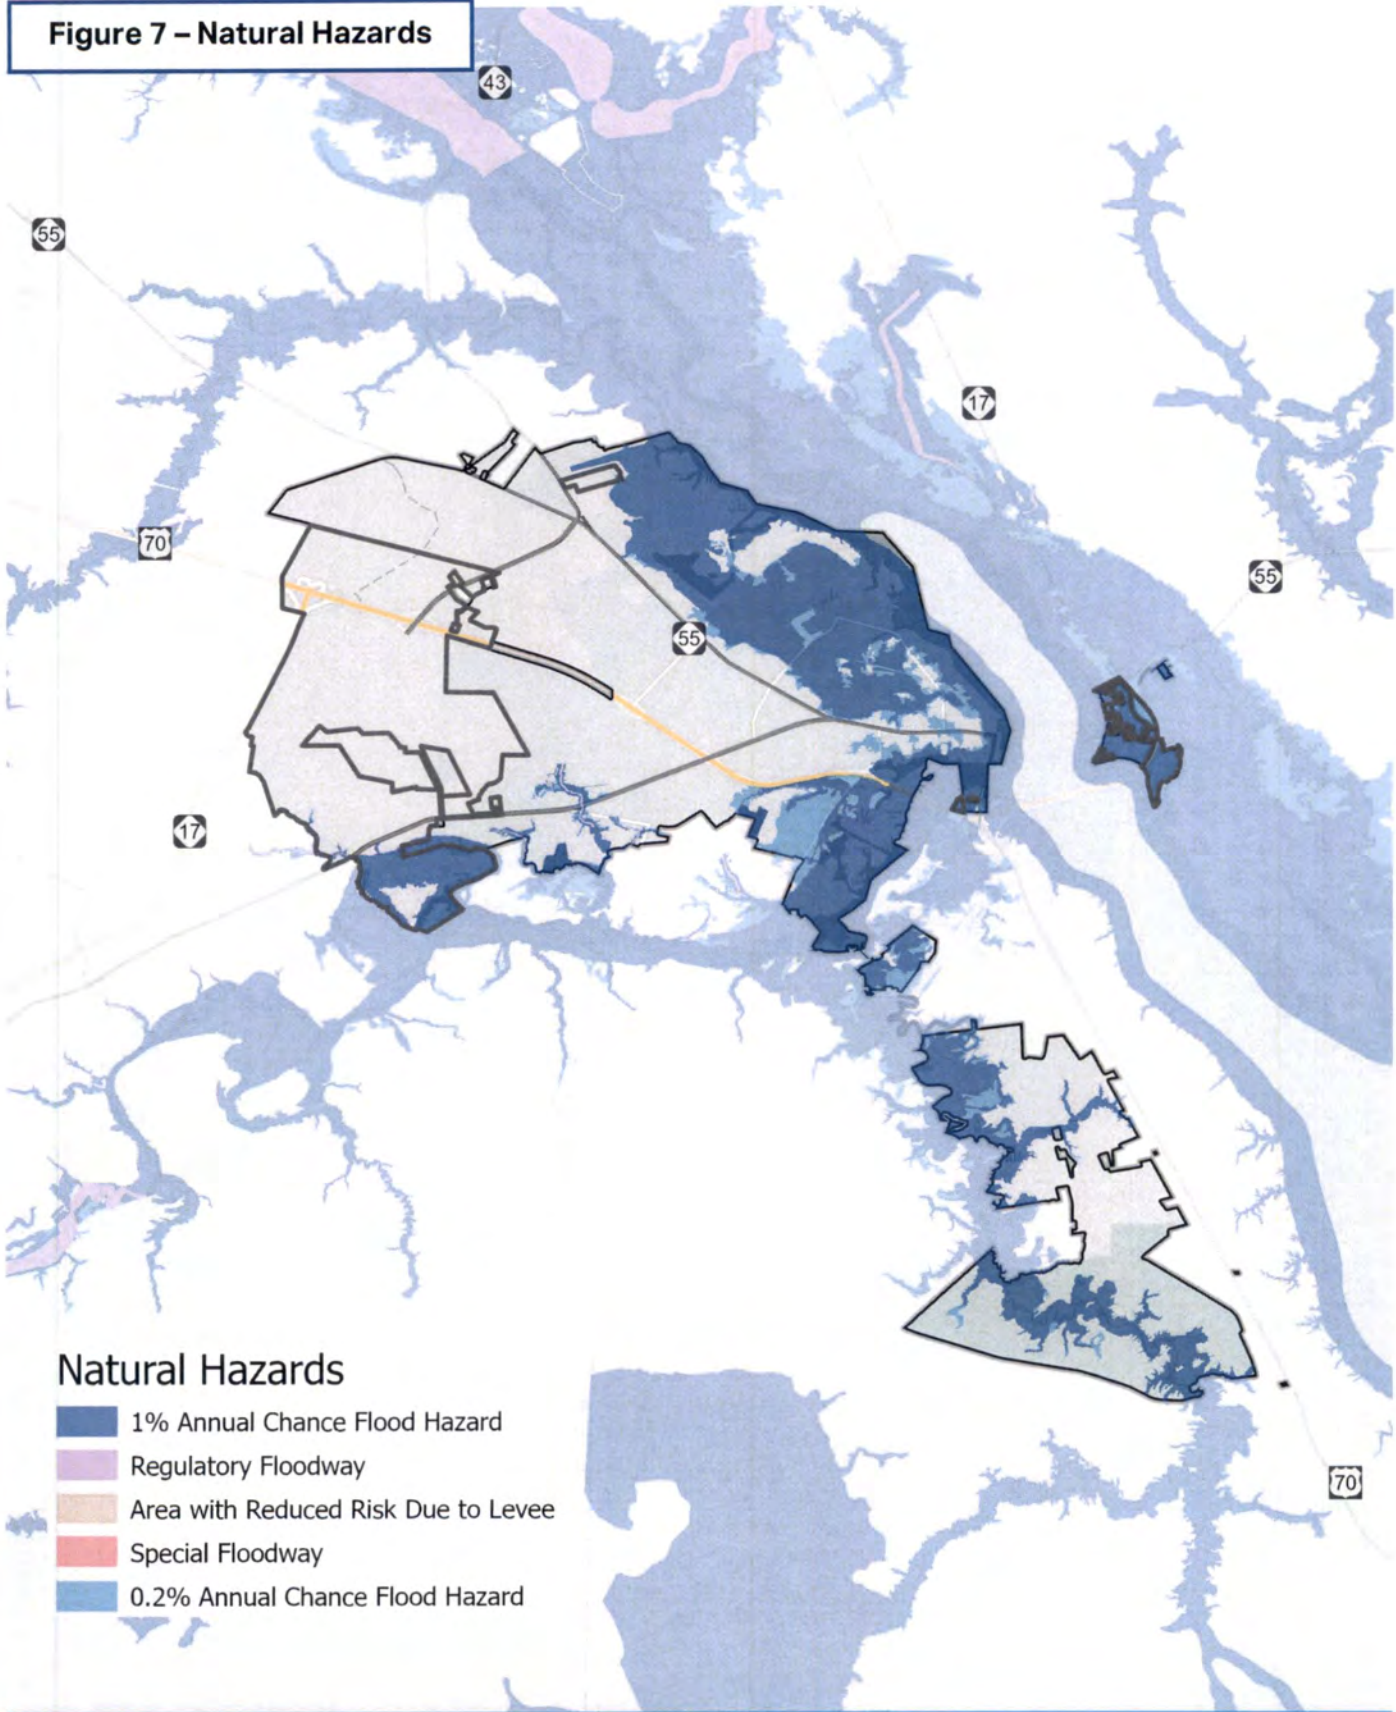 Figure 7 – Natural Hazards
43
55
17
70
55
55
17
70
Natural Hazards
1% Annual Chance Flood Hazard
Regulatory Floodway
Area with Reduced Risk Due to Levee
Special Floodway
0.2% Annual Chance Flood Hazard